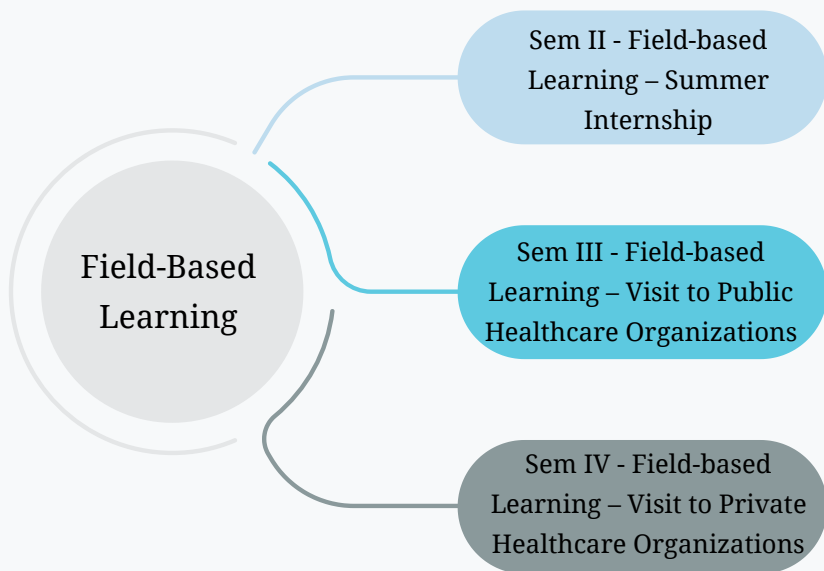 Field-Based
Learning
Sem II - Field-based
Learning – Summer
Internship
Sem III - Field-based
Learning – Visit to Public
Healthcare Organizations
Sem IV - Field-based
Learning – Visit to Private
Healthcare Organizations